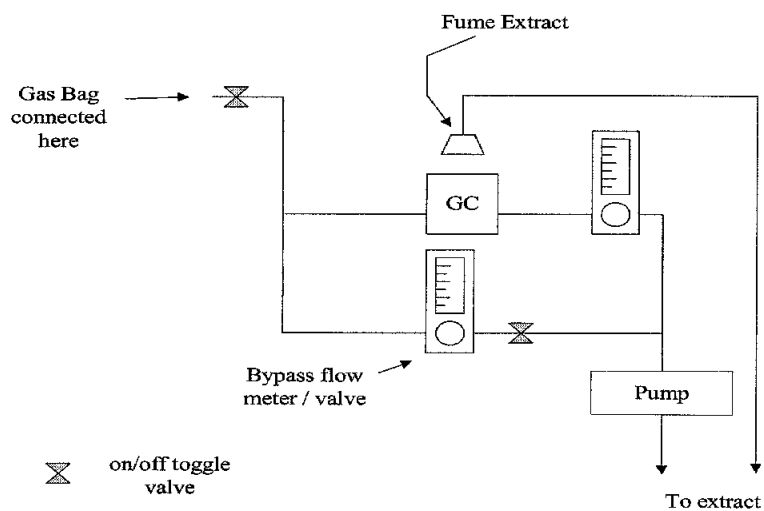 Fume Extract
Gas Bag
connected
here
GC
Bypass flow
meter / valve
Pump
on/off toggle
valve
To extract